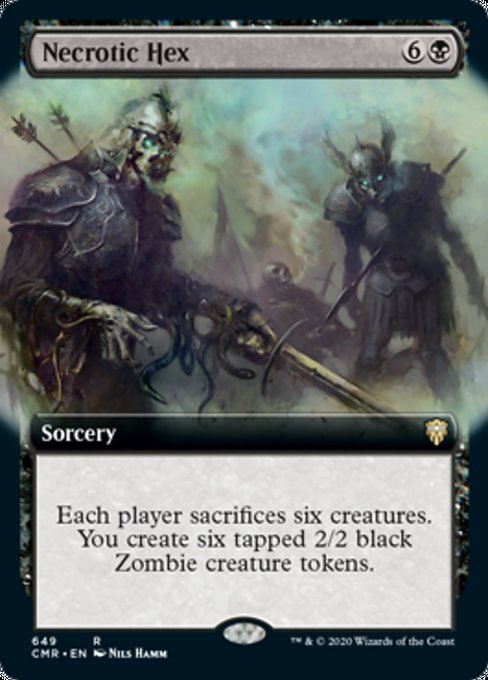 Necrotic Hex 6
Sorcery
Each player sacrifices six creatures.
You create six tapped 2/2 black
Zombie creature tokens.
649 R
CMR • EN Nils Hamm
™ & © 2020 Wizards of the Coast